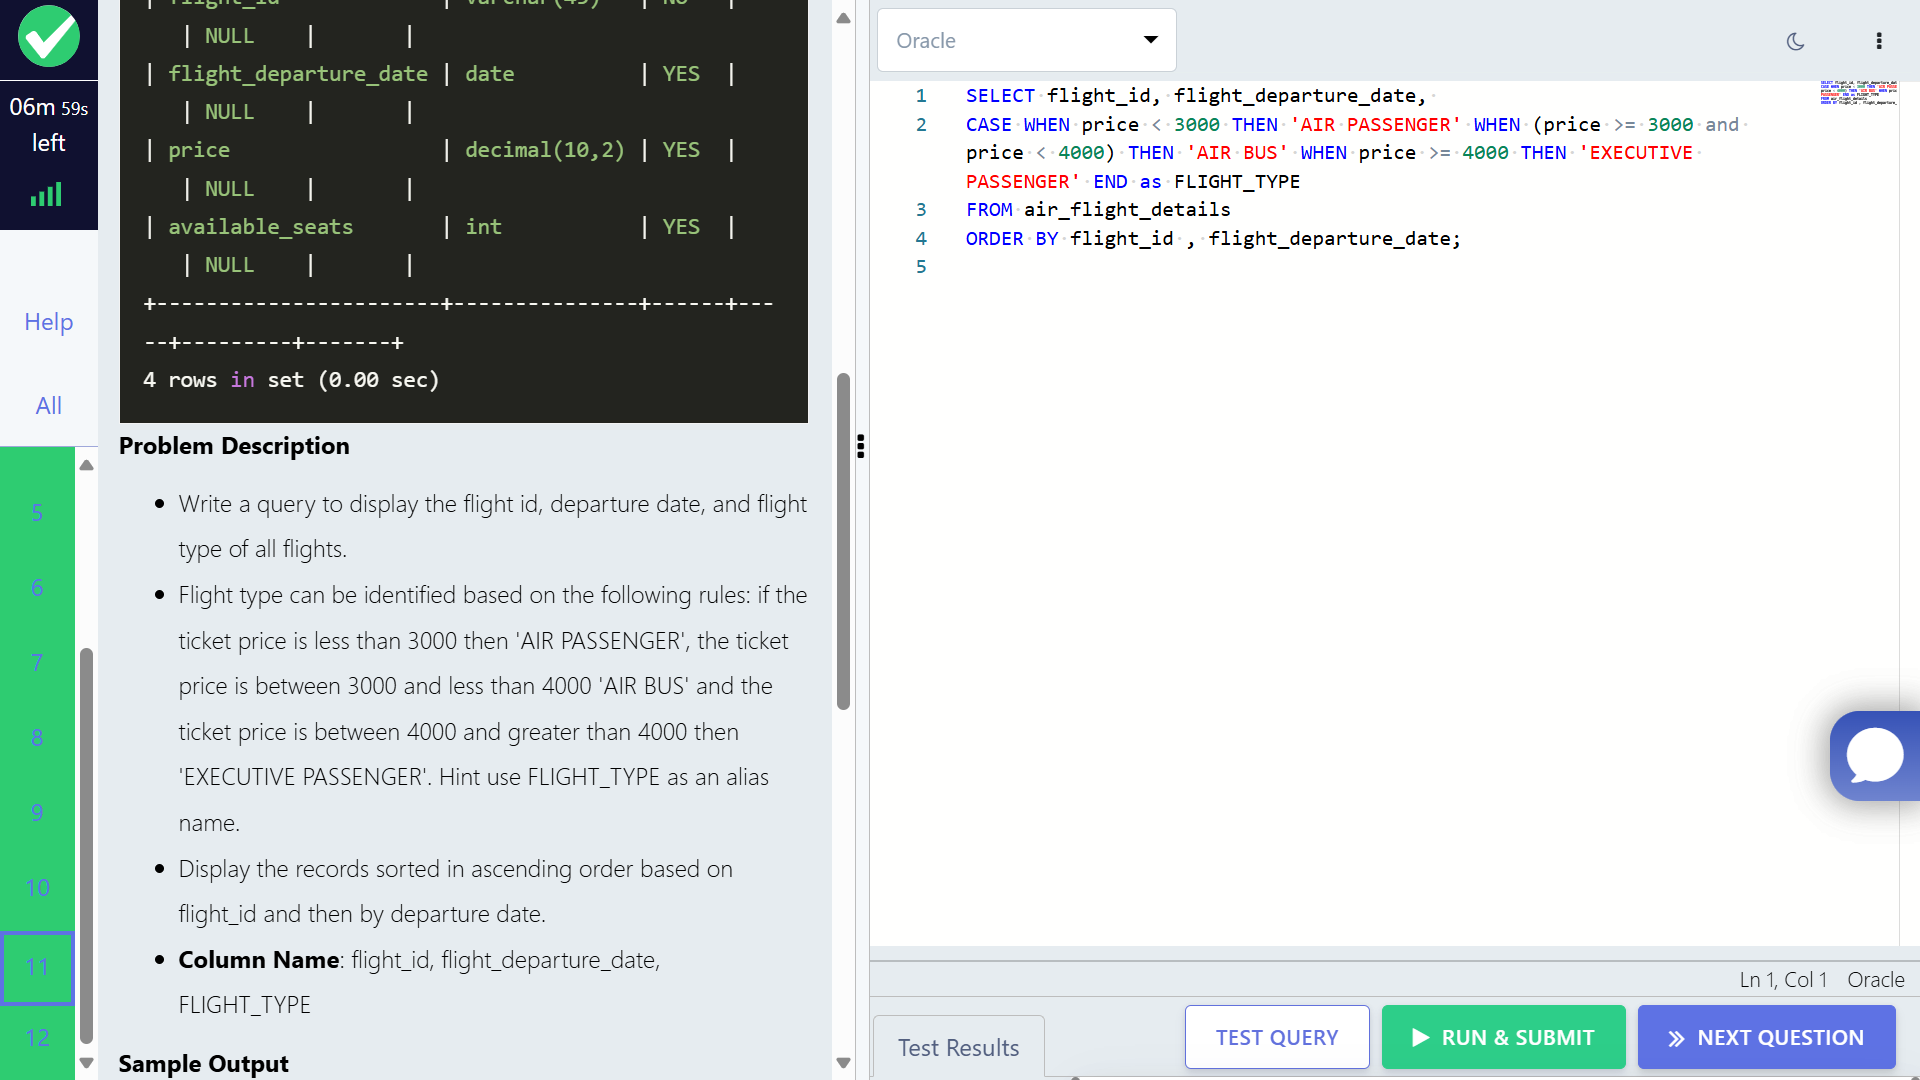 06m 59s
left
Help
All
5
6
7
8
9
10
11
12
| flight_id | varchar(45) | NO |
| NULL | |
| flight_departure_date | date | YES |
| NULL | |
| price | decimal(10,2) | YES |
| NULL | |
| available_seats | int | YES |
| NULL | |
+-----------------------+---------------+------+---
--+---------+-------+
4 rows in set (0.00 sec)
Problem Description
• Write a query to display the flight id, departure date, and flight
type of all flights.
• Flight type can be identified based on the following rules: if the
ticket price is less than 3000 then 'AIR PASSENGER', the ticket
price is between 3000 and less than 4000 'AIR BUS' and the
ticket price is between 4000 and greater than 4000 then
'EXECUTIVE PASSENGER'. Hint use FLIGHT_TYPE as an alias
name.
• Display the records sorted in ascending order based on
flight_id and then by departure date.
• Column Name: flight_id, flight_departure_date,
FLIGHT_TYPE
Sample Output
Oracle
1 SELECT flight_id, flight_departure_date,
2 CASE WHEN price < 3000 THEN 'AIR PASSENGER' WHEN (price >= 3000 and
price < 4000) THEN 'AIR BUS' WHEN price >= 4000 THEN 'EXECUTIVE
PASSENGER' END as FLIGHT_TYPE
3 FROM air_flight_details
4 ORDER BY flight_id , flight_departure_date;
5
Ln 1, Col 1 Oracle
Test Results
TEST QUERY
RUN & SUBMIT
NEXT QUESTION